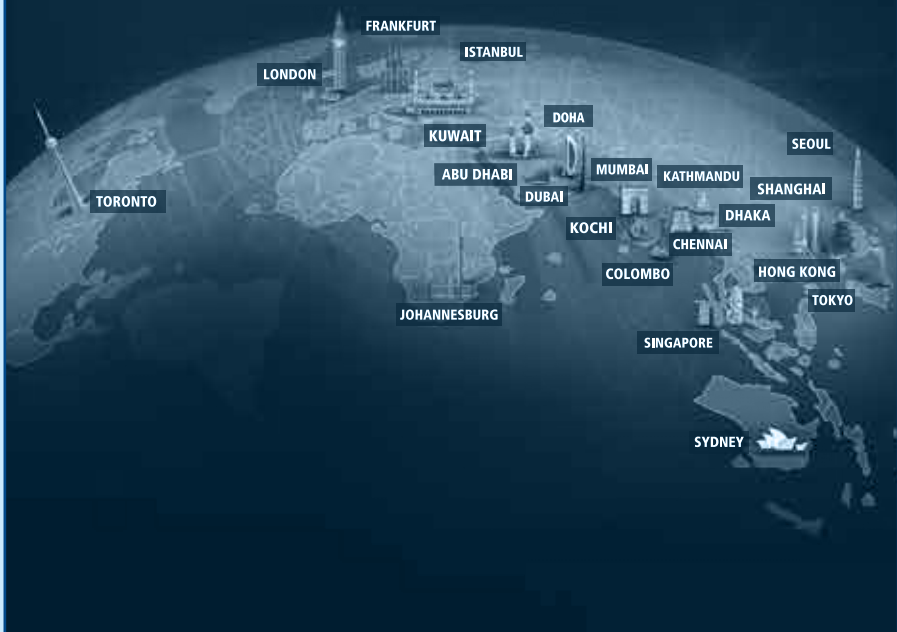 FRANKFURT
ISTANBUL
LONDON
DOHA
KUWAIT
SEOUL
MUMBAI
ABU DHABI
KATHMANDU
SHANGHAI
DUBAI
TORONTO
DHAKA
KOCHI
CHENNAI
COLOMBO
HONG KONG
TOKYO
JOHANNESBURG
SINGAPORE
SYDNEY